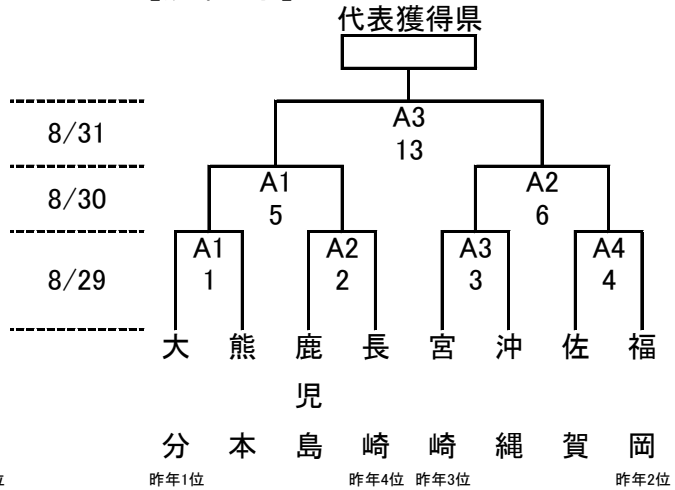 代表獲得県
8/31
A3
13
8/30
A1
5
A2
6
8/29
A1
1
A2
2
A3
3
A4
4
大分
熊本
鹿児島
長崎
宮崎
沖縄
佐賀
福岡
位
昨年1位
昨年4位
昨年3位
昨年2位